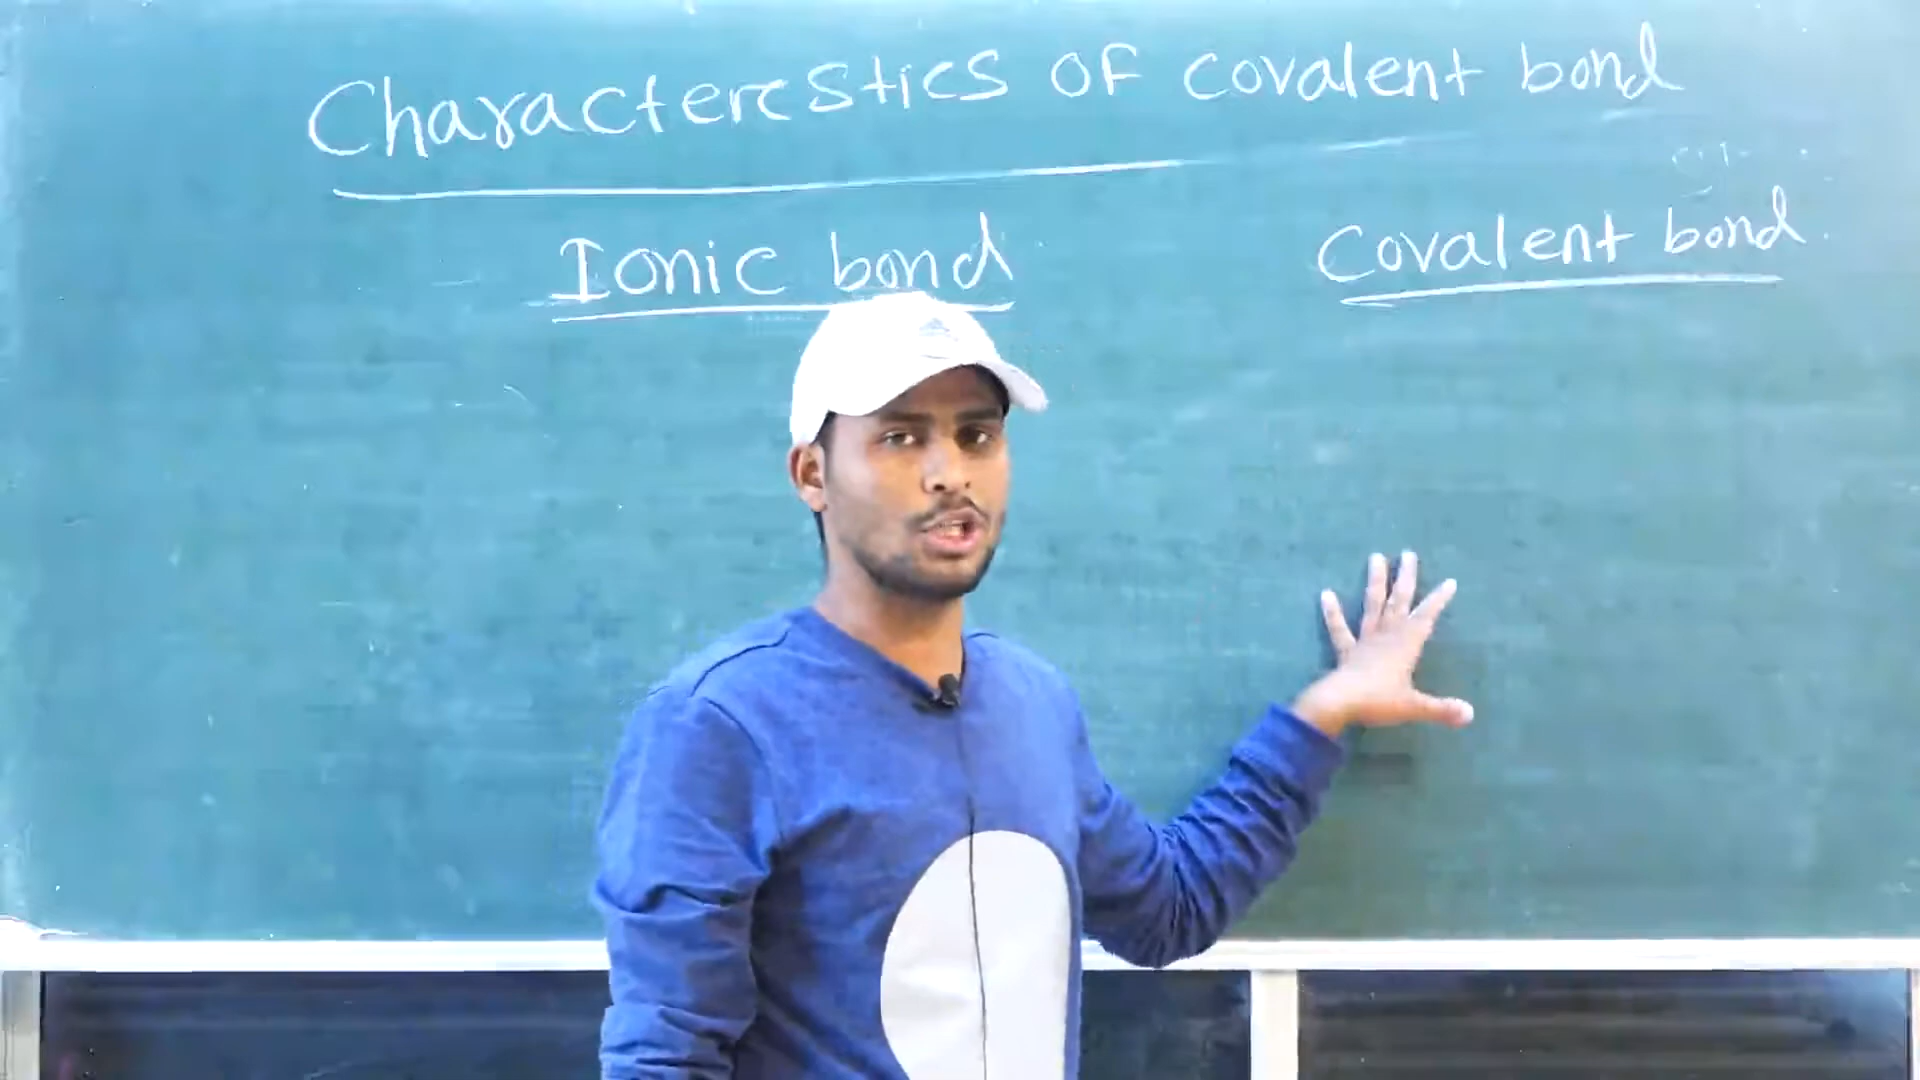 Characterestics OF covalent bond
Ionic bond
Covalent bond